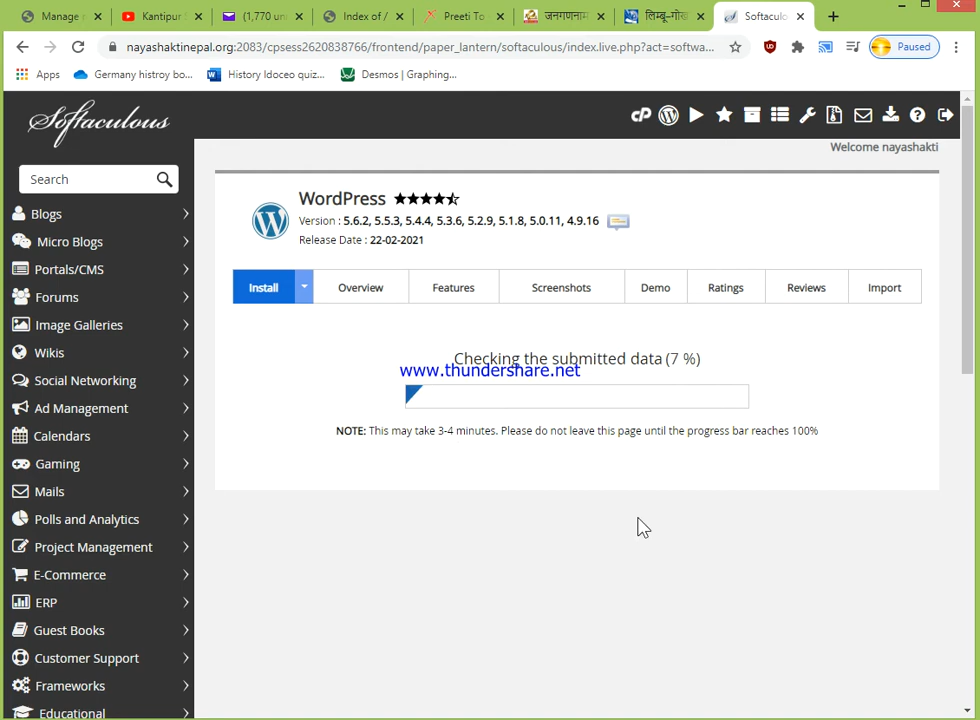 Manage
Kantipur
(1,770 un
Index of /
Preeti To
जनगणनाम
लिम्बू–गोर
Softaculo
nayashaktinepal.org:2083/cpsess2620838766/frontend/paper_lantern/softaculous/index.live.php?act=softwa...
Paused
Apps
Germany histroy bo...
History Idoceo quiz...
Desmos | Graphing...
Softaculous
Welcome nayashakti
Search
Blogs
Micro Blogs
Portals/CMS
Forums
Image Galleries
Wikis
Social Networking
Ad Management
Calendars
Gaming
Mails
Polls and Analytics
Project Management
E-Commerce
ERP
Guest Books
Customer Support
Frameworks
Educational
WordPress
Version : 5.6.2, 5.5.3, 5.4.4, 5.3.6, 5.2.9, 5.1.8, 5.0.11, 4.9.16
Release Date : 22-02-2021
Install
Overview
Features
Screenshots
Demo
Ratings
Reviews
Import
Checking the submitted data (7 %)
www.thundershare.net
NOTE: This may take 3-4 minutes. Please do not leave this page until the progress bar reaches 100%